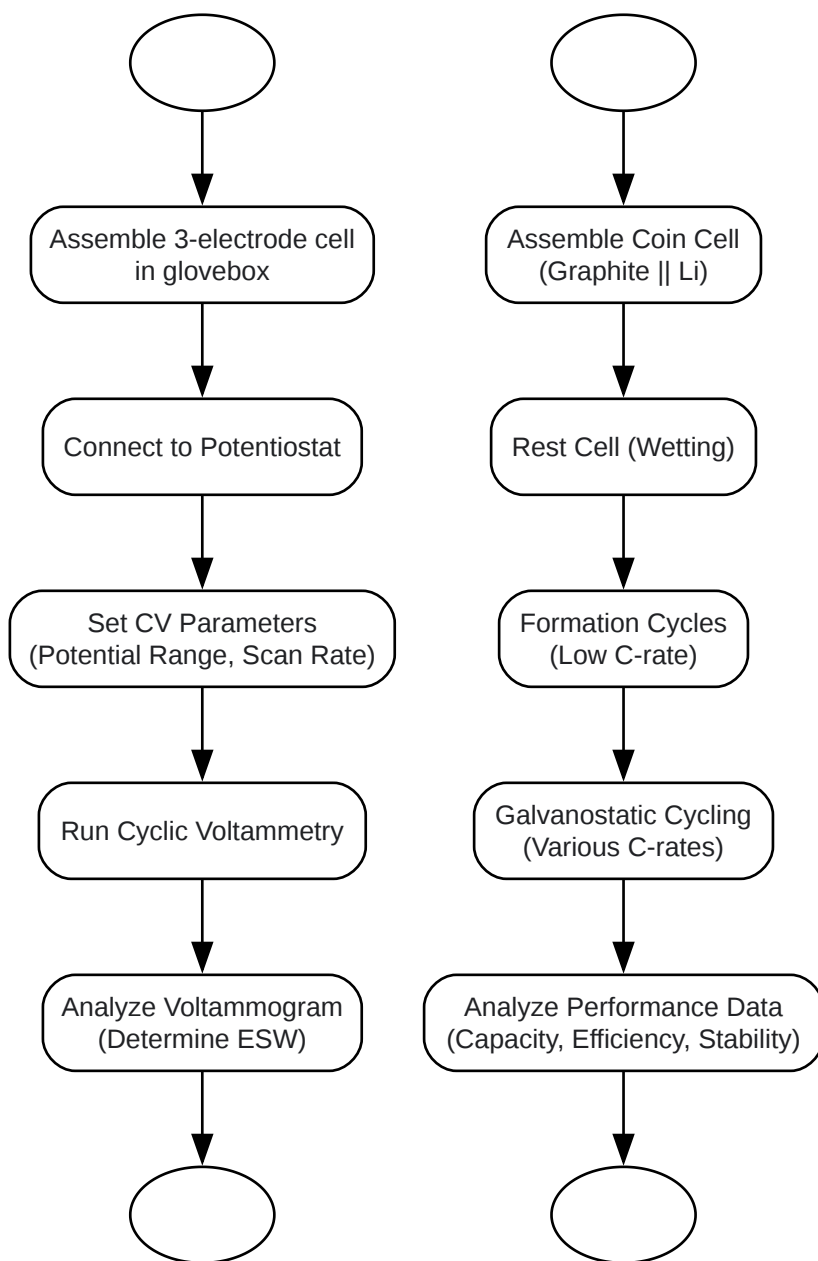 Assemble 3-electrode cell
in glovebox
Connect to Potentiostat
Set CV Parameters
(Potential Range, Scan Rate)
Run Cyclic Voltammetry
Analyze Voltammogram
(Determine ESW)
Assemble Coin Cell
(Graphite || Li)
Rest Cell (Wetting)
Formation Cycles
(Low C-rate)
Galvanostatic Cycling
(Various C-rates)
Analyze Performance Data
(Capacity, Efficiency, Stability)